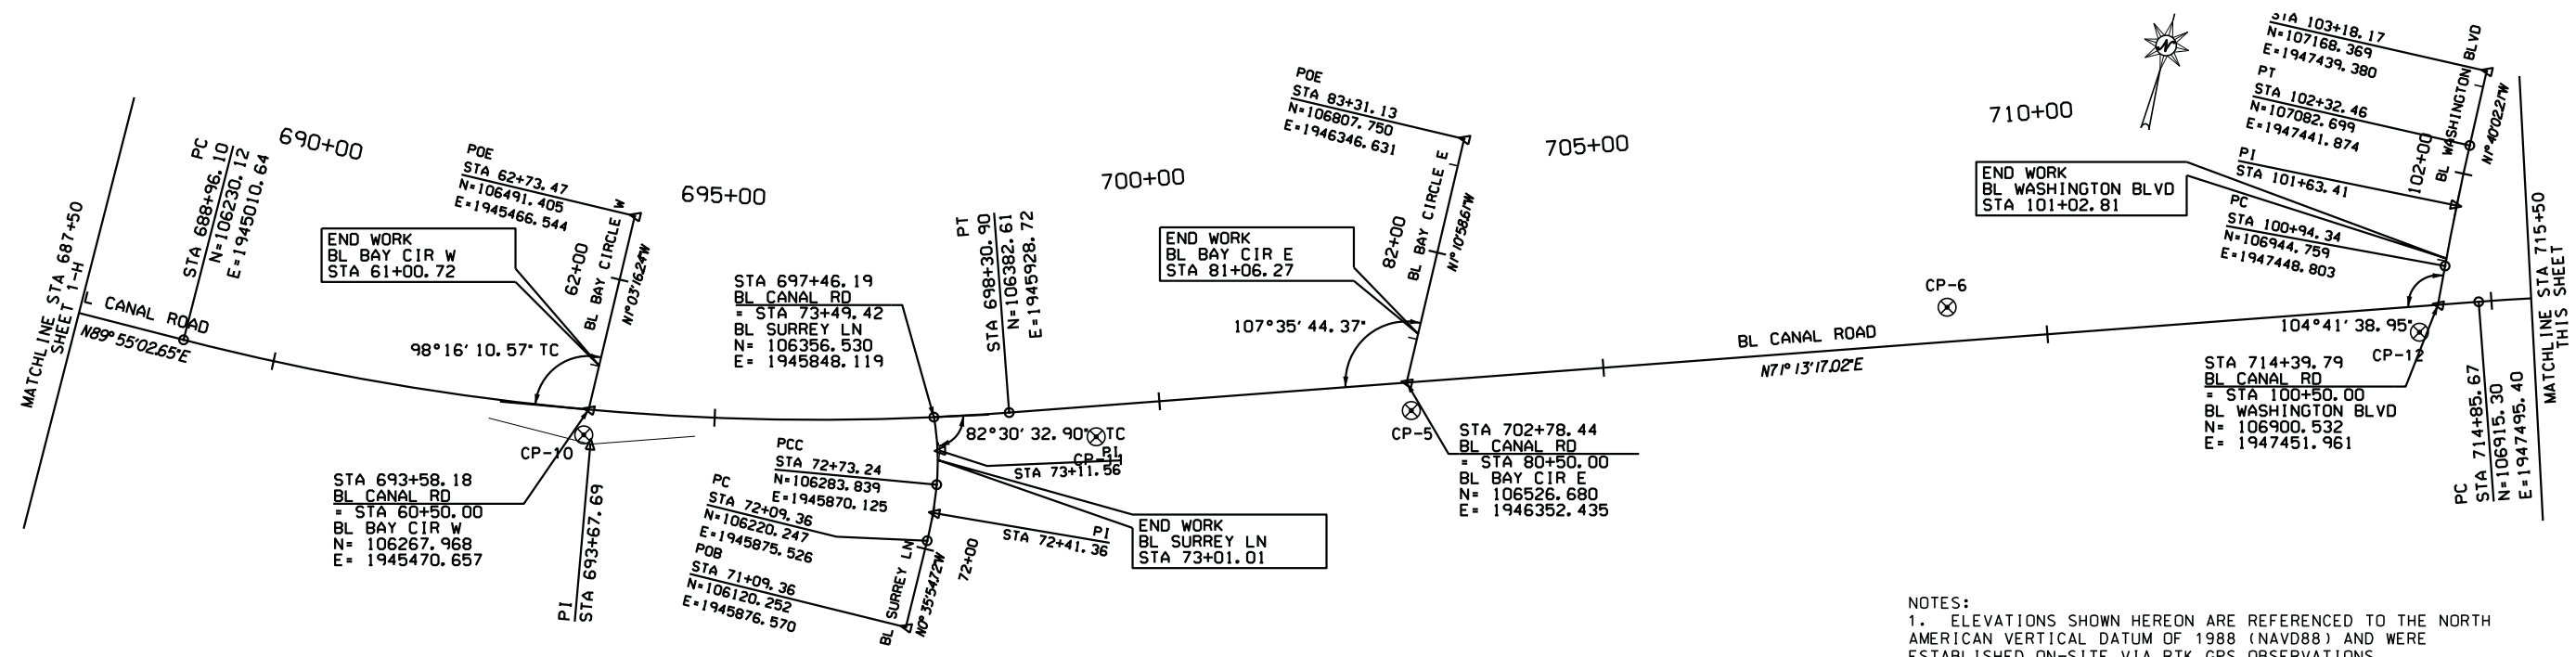 MATCHLINE STA 687+50
SHEET 1-H
L CANAL ROAD
N89°55'02.65"E
PC
STA 688+96.10
N=106230.12
E=1945010.64
690+00
END WORK
BL BAY CIR W
STA 61+00.72
98°16'10.57" TC
POE
STA 62+73.47
N=106491.405
E=1945466.544
62+00
BL BAY CIRCLE W
N1°03'16.24"W
CP-10
STA 693+58.18
BL CANAL RD
= STA 60+50.00
BL BAY CIR W
N= 106267.968
E= 1945470.657
PI
STA 693+67.69
695+00
STA 697+46.19
BL CANAL RD
= STA 73+49.42
BL SURREY LN
N= 106356.530
E= 1945848.119
PT
STA 698+30.90
N=106382.61
E=1945928.72
82°30'32.90" TC
CP-11
PI
STA 73+11.56
PCC
STA 72+73.24
N=106283.839
E=1945870.125
PC
STA 72+09.36
N=106220.247
E=1945875.526
POB
STA 71+09.36
N=106120.252
E=1945876.570
BL SURREY LN
N0°35'54.72"W
72+00
PI
STA 72+41.36
END WORK
BL SURREY LN
STA 73+01.01
700+00
END WORK
BL BAY CIR E
STA 81+06.27
107°35'44.37"
POE
STA 83+31.13
N=106807.750
E=1946346.631
82+00
BL BAY CIRCLE E
N1°10'58.61"W
CP-5
STA 702+78.44
BL CANAL RD
= STA 80+50.00
BL BAY CIR E
N= 106526.680
E= 1946352.435
705+00
BL CANAL ROAD
N71°13'17.02"E
CP-6
710+00
N
END WORK
BL WASHINGTON BLVD
STA 101+02.81
STA 103+18.17
N=107168.369
E=1947439.380
PT
STA 102+32.46
N=107082.699
E=1947441.874
PI
STA 101+63.41
PC
STA 100+94.34
N=106944.759
E=1947448.803
102+00
BL WASHINGTON BLVD
N1°40'02.21"W
104°41'38.95"
CP-12
STA 714+39.79
BL CANAL RD
= STA 100+50.00
BL WASHINGTON BLVD
N= 106900.532
E= 1947451.961
PC
STA 714+85.67
N=106915.30
E=1947495.40
MATCHLINE STA 715+50
THIS SHEET
NOTES:
1. ELEVATIONS SHOWN HEREON ARE REFERENCED TO THE NORTH
AMERICAN VERTICAL DATUM OF 1988 (NAVD88) AND WERE
ESTABLISHED ON-SITE VIA RTK GPS OBSERVATIONS